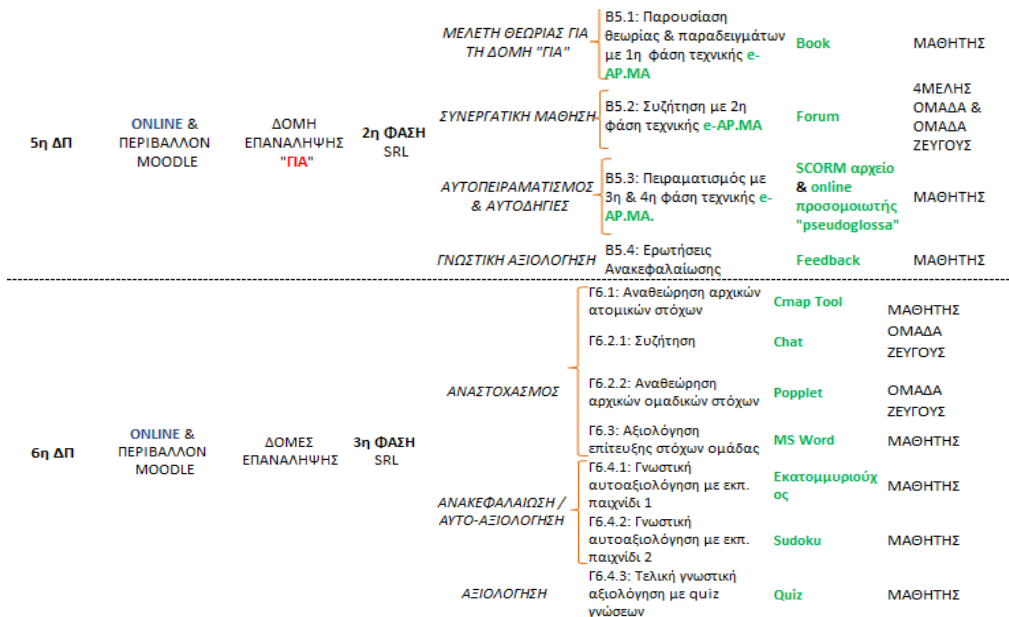 ΜΕΛΕΤΗ ΘΕΩΡΙΑΣ ΓΙΑ
ΤΗ ΔΟΜΗ "ΓΙΑ"
Β5.1: Παρουσίαση
θεωρίας & παραδειγμάτων
με 1η φάση τεχνικής e-
ΑΡ.ΜΑ
Book
ΜΑΘΗΤΗΣ
5η ΔΠ
ONLINE &
ΠΕΡΙΒΑΛΛΟΝ
MOODLE
ΔΟΜΗ
ΕΠΑΝΑΛΗΨΗΣ
"ΓΙΑ"
2η ΦΑΣΗ
SRL
ΣΥΝΕΡΓΑΤΙΚΗ ΜΑΘΗΣΗ
Β5.2: Συζήτηση με 2η
φάση τεχνικής e-ΑΡ.ΜΑ
Forum
4ΜΕΛΗΣ
ΟΜΑΔΑ &
ΟΜΑΔΑ
ΖΕΥΓΟΥΣ
ΑΥΤΟΠΕΙΡΑΜΑΤΙΣΜΟΣ
& ΑΥΤΟΔΗΓΙΕΣ
Β5.3: Πειραματισμός με
3η & 4η φάση τεχνικής e-
ΑΡ.ΜΑ.
SCORM αρχείο
& online
προσομοιωτής
"pseudoglossa"
ΜΑΘΗΤΗΣ
ΓΝΩΣΤΙΚΗ ΑΞΙΟΛΟΓΗΣΗ
Β5.4: Ερωτήσεις
Ανακεφαλαίωσης
Feedback
ΜΑΘΗΤΗΣ
6η ΔΠ
ONLINE &
ΠΕΡΙΒΑΛΛΟΝ
MOODLE
ΔΟΜΕΣ
ΕΠΑΝΑΛΗΨΗΣ
3η ΦΑΣΗ
SRL
ΑΝΑΣΤΟΧΑΣΜΟΣ
Γ6.1: Αναθεώρηση αρχικών
ατομικών στόχων
Cmap Tool
ΜΑΘΗΤΗΣ
Γ6.2.1: Συζήτηση
Chat
ΟΜΑΔΑ
ΖΕΥΓΟΥΣ
Γ6.2.2: Αναθεώρηση
αρχικών ομαδικών στόχων
Popplet
ΟΜΑΔΑ
ΖΕΥΓΟΥΣ
Γ6.3: Αξιολόγηση
επίτευξης στόχων ομάδας
MS Word
ΜΑΘΗΤΗΣ
ΑΝΑΚΕΦΑΛΑΙΩΣΗ /
ΑΥΤΟ-ΑΞΙΟΛΟΓΗΣΗ
Γ6.4.1: Γνωστική
αυτοαξιολόγηση με εκπ.
παιχνίδι 1
Εκατομμυριούχ
ος
ΜΑΘΗΤΗΣ
Γ6.4.2: Γνωστική
αυτοαξιολόγηση με εκπ.
παιχνίδι 2
Sudoku
ΜΑΘΗΤΗΣ
ΑΞΙΟΛΟΓΗΣΗ
Γ6.4.3: Τελική γνωστική
αξιολόγηση με quiz
γνώσεων
Quiz
ΜΑΘΗΤΗΣ